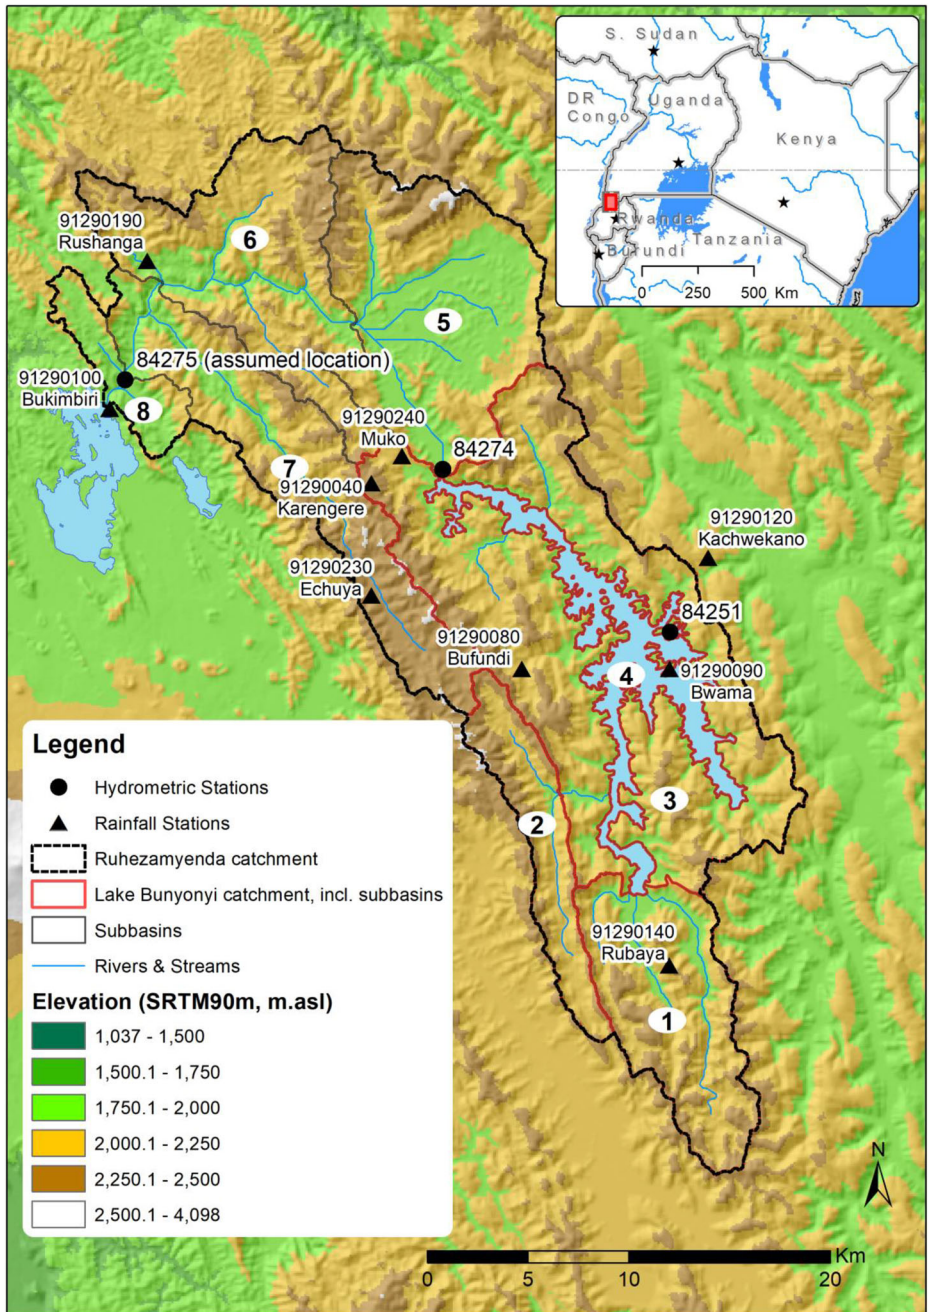 S. Sudan
DR
Congo
Uganda
Kenya
Rwanda
Burundi
Tanzania
0 250 500 Km
91290190
Rushanga
6
5
84275 (assumed location)
91290100
Bukimbiri
8
91290240
Muko
84274
7
91290040
Karengere
91290120
Kachwekano
91290230
Echuya
84251
91290080
Bufundi
4
91290090
Bwama
3
2
91290140
Rubaya
1
Legend
Hydrometric Stations
Rainfall Stations
Ruhezamyenda catchment
Lake Bunyonyi catchment, incl. subbasins
Subbasins
Rivers & Streams
Elevation (SRTM90m, m.asl)
1,037 - 1,500
1,500.1 - 1,750
1,750.1 - 2,000
2,000.1 - 2,250
2,250.1 - 2,500
2,500.1 - 4,098
N
Km
0 5 10 20